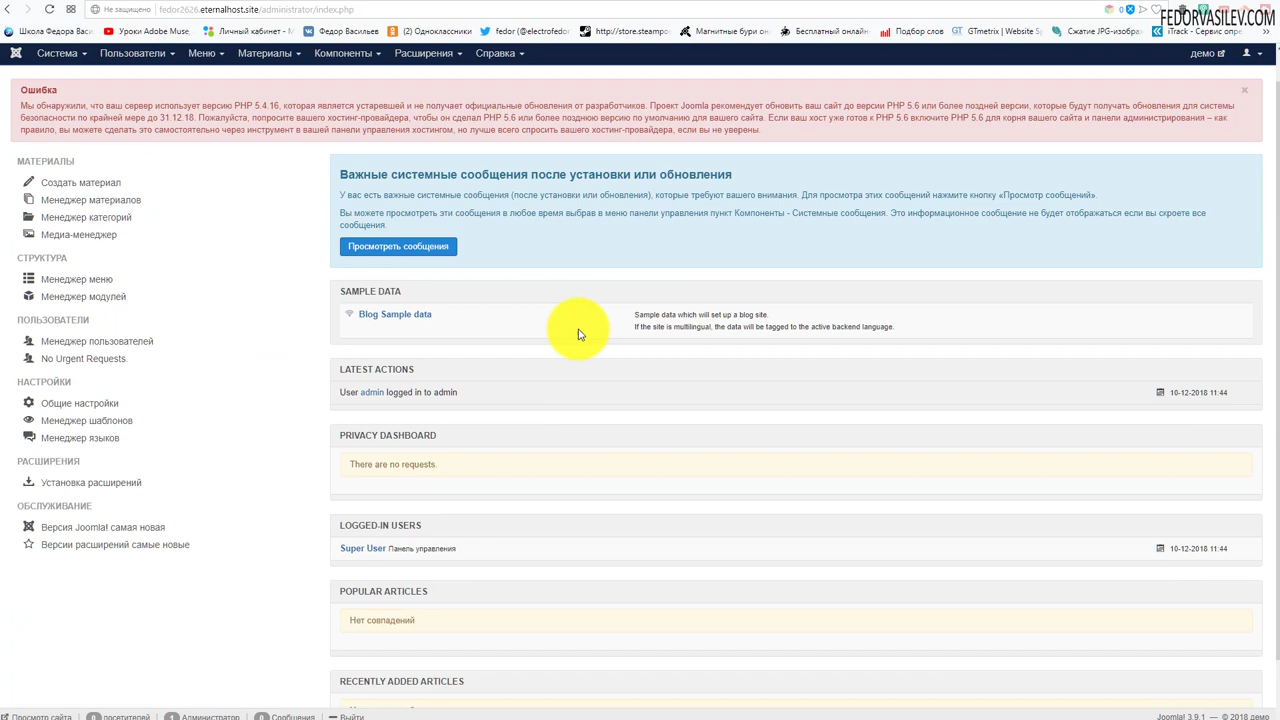 Не защищено fedor2626.eternalhost.site/administrator/index.php
FEDORVASILEV.COM
Школа Федора Васи. Уроки Adobe Muse Личный кабинет - М Федор Васильев (2) Одноклассники fedor (@electrofedo http://store.steampo Магнитные бури он Бесплатный онлайн Подбор слов GTmetrix | Website S Сжатие JPG-изобра iTrack - Сервис опре
Система Пользователи Меню Материалы Компоненты Расширения Справка демо
Ошибка
Мы обнаружили, что ваш сервер использует версию PHP 5.4.16, которая является устаревшей и не получает официальные обновления от разработчиков. Проект Joomla рекомендует обновить ваш сайт до версии PHP 5.6 или более поздней версии, которые будут получать обновления для системы
безопасности по крайней мере до 31.12.18. Пожалуйста, попросите вашего хостинг-провайдера, чтобы он сделал PHP 5.6 или более позднюю версию по умолчанию для вашего сайта. Если ваш хост уже готов к PHP 5.6 включите PHP 5.6 для корня вашего сайта и панели администрирования – как
правило, вы можете сделать это самостоятельно через инструмент в вашей панели управления хостингом, но лучше всего спросить вашего хостинг-провайдера, если вы не уверены.
МАТЕРИАЛЫ
Создать материал
Менеджер материалов
Менеджер категорий
Медиа-менеджер
СТРУКТУРА
Менеджер меню
Менеджер модулей
ПОЛЬЗОВАТЕЛИ
Менеджер пользователей
No Urgent Requests.
НАСТРОЙКИ
Общие настройки
Менеджер шаблонов
Менеджер языков
РАСШИРЕНИЯ
Установка расширений
ОБСЛУЖИВАНИЕ
Версия Joomla! самая новая
Версии расширений самые новые
Важные системные сообщения после установки или обновления
У вас есть важные системные сообщения (после установки или обновления), которые требуют вашего внимания. Для просмотра этих сообщений нажмите кнопку «Просмотр сообщений».
Вы можете просмотреть эти сообщения в любое время выбрав в меню панели управления пункт Компоненты - Системные сообщения. Это информационное сообщение не будет отображаться если вы скроете все
сообщения.
Просмотреть сообщения
SAMPLE DATA
Blog Sample data
Sample data which will set up a blog site.
If the site is multilingual, the data will be tagged to the active backend language.
LATEST ACTIONS
User admin logged in to admin 10-12-2018 11:44
PRIVACY DASHBOARD
There are no requests.
LOGGED-IN USERS
Super User Панель управления 10-12-2018 11:44
POPULAR ARTICLES
Нет совпадений
RECENTLY ADDED ARTICLES
Просмотр сайта 0 посетителей 1 Администратор 0 Сообщения Выйти Joomla! 3.9.1 — © 2018 демо